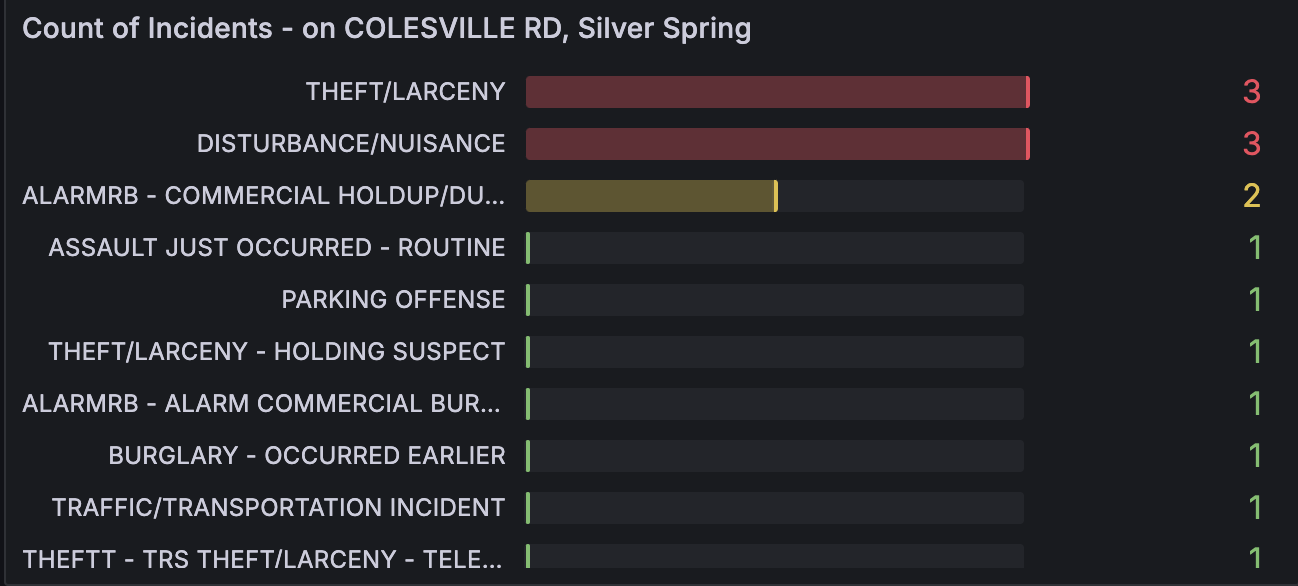 Count of Incidents - on COLESVILLE RD, Silver Spring
THEFT/LARCENY 3
DISTURBANCE/NUISANCE 3
ALARMRB - COMMERCIAL HOLDUP/DU... 2
ASSAULT JUST OCCURRED - ROUTINE 1
PARKING OFFENSE 1
THEFT/LARCENY - HOLDING SUSPECT 1
ALARMRB - ALARM COMMERCIAL BUR... 1
BURGLARY - OCCURRED EARLIER 1
TRAFFIC/TRANSPORTATION INCIDENT 1
THEFTT - TRS THEFT/LARCENY - TELE... 1